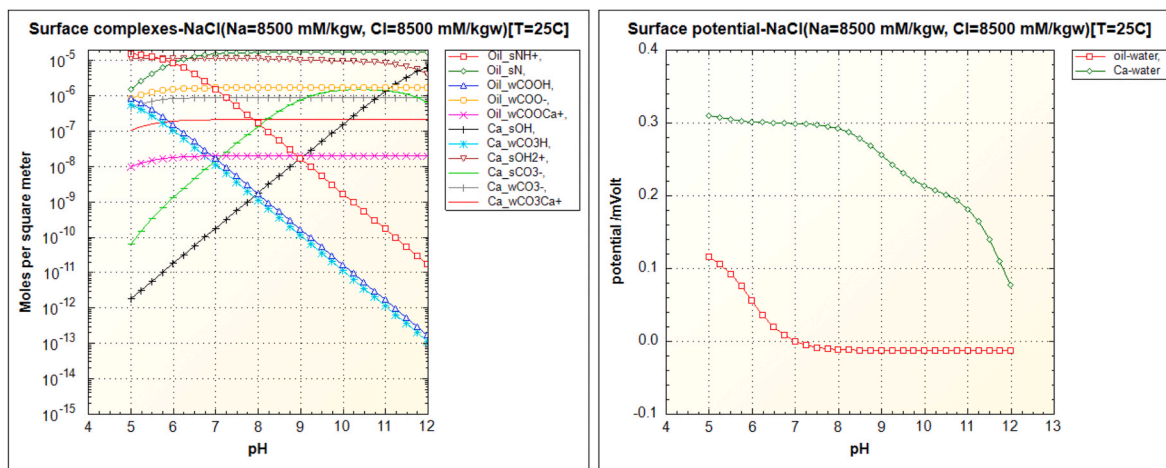 Surface complexes-NaCl(Na=8500 mM/kgw, Cl=8500 mM/kgw)[T=25C]
Moles per square meter
10-5
10-6
10-7
10-8
10-9
10-10
10-11
10-12
10-13
10-14
10-15
4 5 6 7 8 9 10 11 12
pH
Oil_sNH+,
Oil_sN,
Oil_wCOOH,
Oil_wCOO-,
Oil_wCOOCa+,
Ca_sOH,
Ca_wCO3H,
Ca_sOH2+,
Ca_sCO3-,
Ca_wCO3-,
Ca_wCO3Ca+
Surface potential-NaCl(Na=8500 mM/kgw, Cl=8500 mM/kgw)[T=25C]
potential /mVolt
0.4
0.3
0.2
0.1
0.0
-0.1
4 5 6 7 8 9 10 11 12 13
pH
oil-water,
Ca-water